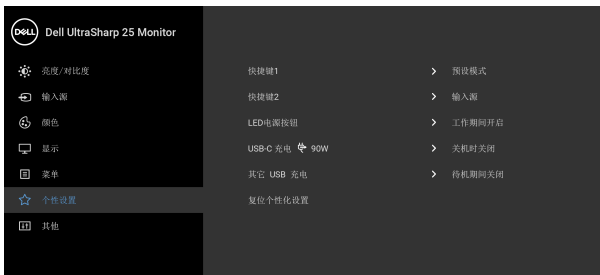 DELL Dell UltraSharp 25 Monitor
亮度/对比度
输入源
颜色
显示
菜单
个性设置
其他
快捷键1 预设模式
快捷键2 输入源
LED电源按钮 工作期间开启
USB-C 充电 90W 关机时关闭
其它 USB 充电 待机期间关闭
复位个性化设置